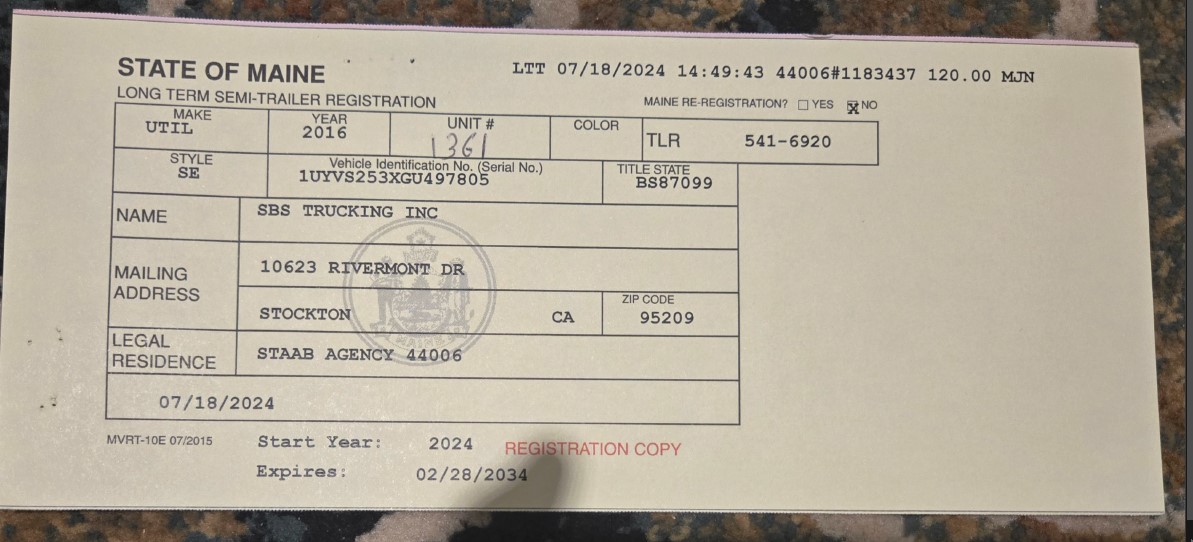 STATE OF MAINE
LTT 07/18/2024 14:49:43 44006#1183437 120.00 MJN
LONG TERM SEMI-TRAILER REGISTRATION
MAINE RE-REGISTRATION? ☐ YES ☒ NO
MAKE
UTIL
YEAR
2016
UNIT #
1361
COLOR
TLR 541-6920
STYLE
SE
Vehicle Identification No. (Serial No.)
1UYVS253XGU497805
TITLE STATE
BS87099
NAME
SBS TRUCKING INC
MAILING
ADDRESS
10623 RIVERMONT DR
STOCKTON CA
ZIP CODE
95209
LEGAL
RESIDENCE
STAAB AGENCY 44006
07/18/2024
MVRT-10E 07/2015
Start Year: 2024
REGISTRATION COPY
Expires: 02/28/2034